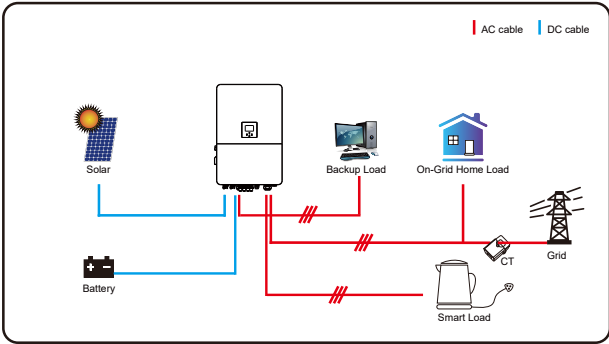 AC cable
DC cable
Solar
Backup Load
On-Grid Home Load
CT
Grid
Battery
Smart Load